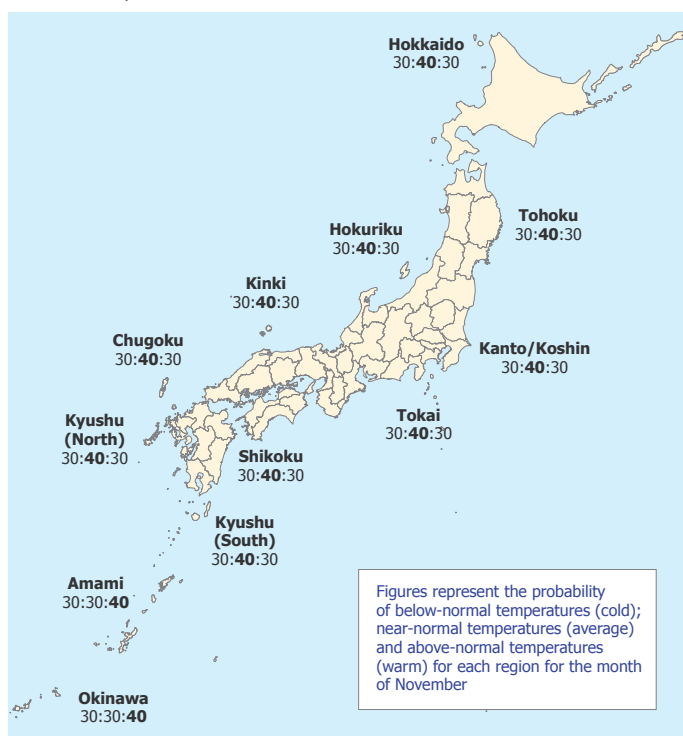 Hokkaido
30:40:30
Tohoku
30:40:30
Hokuriku
30:40:30
Kinki
30:40:30
Chugoku
30:40:30
Kanto/Koshin
30:40:30
Tokai
30:40:30
Kyushu
(North)
30:40:30
Shikoku
30:40:30
Kyushu
(South)
30:40:30
Amami
30:30:40
Okinawa
30:30:40
Figures represent the probability
of below-normal temperatures (cold);
near-normal temperatures (average)
and above-normal temperatures
(warm) for each region for the month
of November